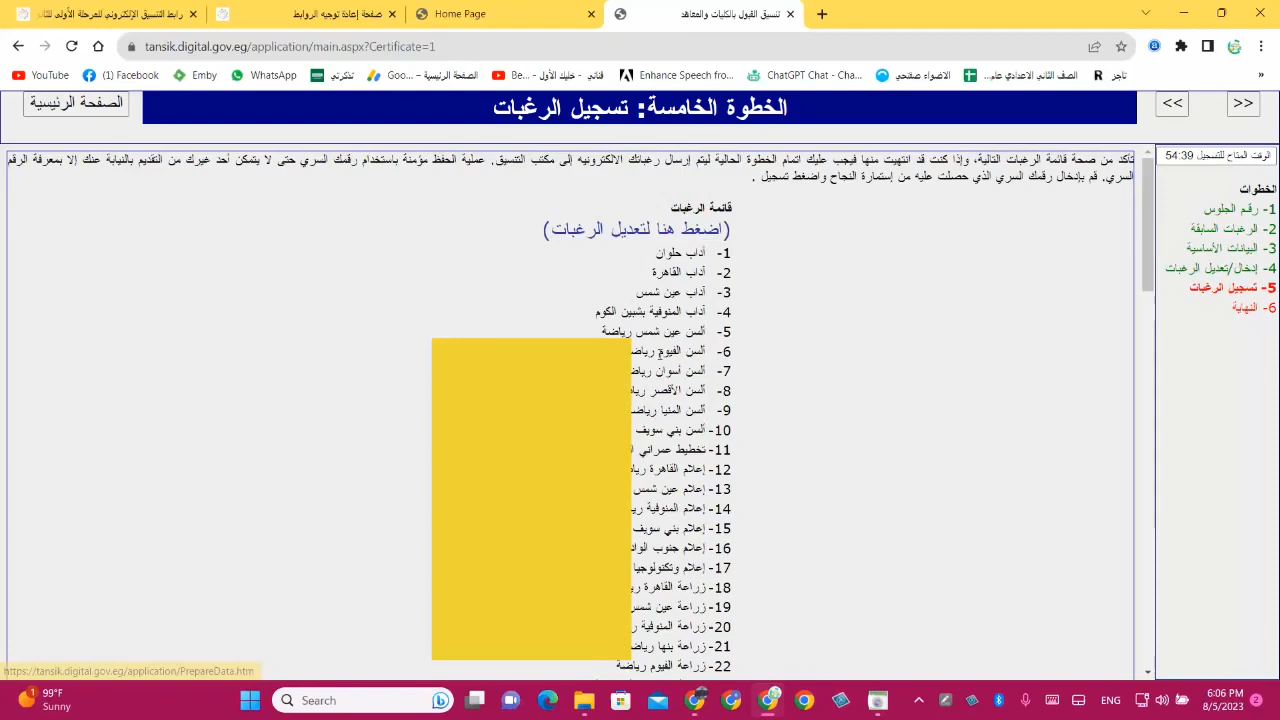 رابط التنسيق الإلكتروني للمرحلة الأولى للثا
صفحة إعادة توجيه الروابط
Home Page
تنسيق القبول بالكليات والمعاهد
tansik.digital.gov.eg/application/main.aspx?Certificate=1
YouTube
(1) Facebook
Emby
WhatsApp
تذكرتي
Goo... - الصفحة الرئيسية
Be... - قناتي - خليك الأول
Enhance Speech from...
ChatGPT Chat - Cha...
الاضواء صفحتي
الصف الثاني الاعدادي عام...
تاجر
»
الصفحة الرئيسية
الخطوة الخامسة: تسجيل الرغبات
<<
>>
تأكد من صحة قائمة الرغبات التالية، وإذا كنت قد انتهيت منها فيجب عليك اتمام الخطوة الحالية ليتم إرسال رغباتك الالكترونيه إلى مكتب التنسيق. عملية الحفظ مؤمنة باستخدام رقمك السري حتى لا يتمكن أحد غيرك من التقديم بالنيابة عنك إلا بمعرفة الرقم
السري. قم بإدخال رقمك السري الذي حصلت عليه من إستمارة النجاح واضغط تسجيل .
الوقت المتاح للتسجيل 54:39
الخطوات
1- رقم الجلوس
2- الرغبات السابقة
3- البيانات الأساسية
4- إدخال/تعديل الرغبات
5- تسجيل الرغبات
6- النهاية
قائمة الرغبات
(اضغط هنا لتعديل الرغبات)
1- آداب حلوان
2- آداب القاهرة
3- آداب عين شمس
4- آداب المنوفية بشبين الكوم
5- ألسن عين شمس رياضة
6- ألسن الفيوم
7- ألسن أسوان
8- ألسن الأقصر
9- ألسن المنيا
10- ألسن بني سويف
11- تخطيط عمراني
12- إعلام القاهرة
13- إعلام عين شمس
14- إعلام المنوفية
15- إعلام بني سويف
16- إعلام جنوب
17- إعلام وتكنولوجيا
18- زراعة القاهرة
19- زراعة عين شمس
20- زراعة المنوفية
21- زراعة بنها
22- زراعة الفيوم رياضة
https://tansik.digital.gov.eg/application/PrepareData.htm
99°F
Sunny
Search
ENG
6:06 PM
8/5/2023
2